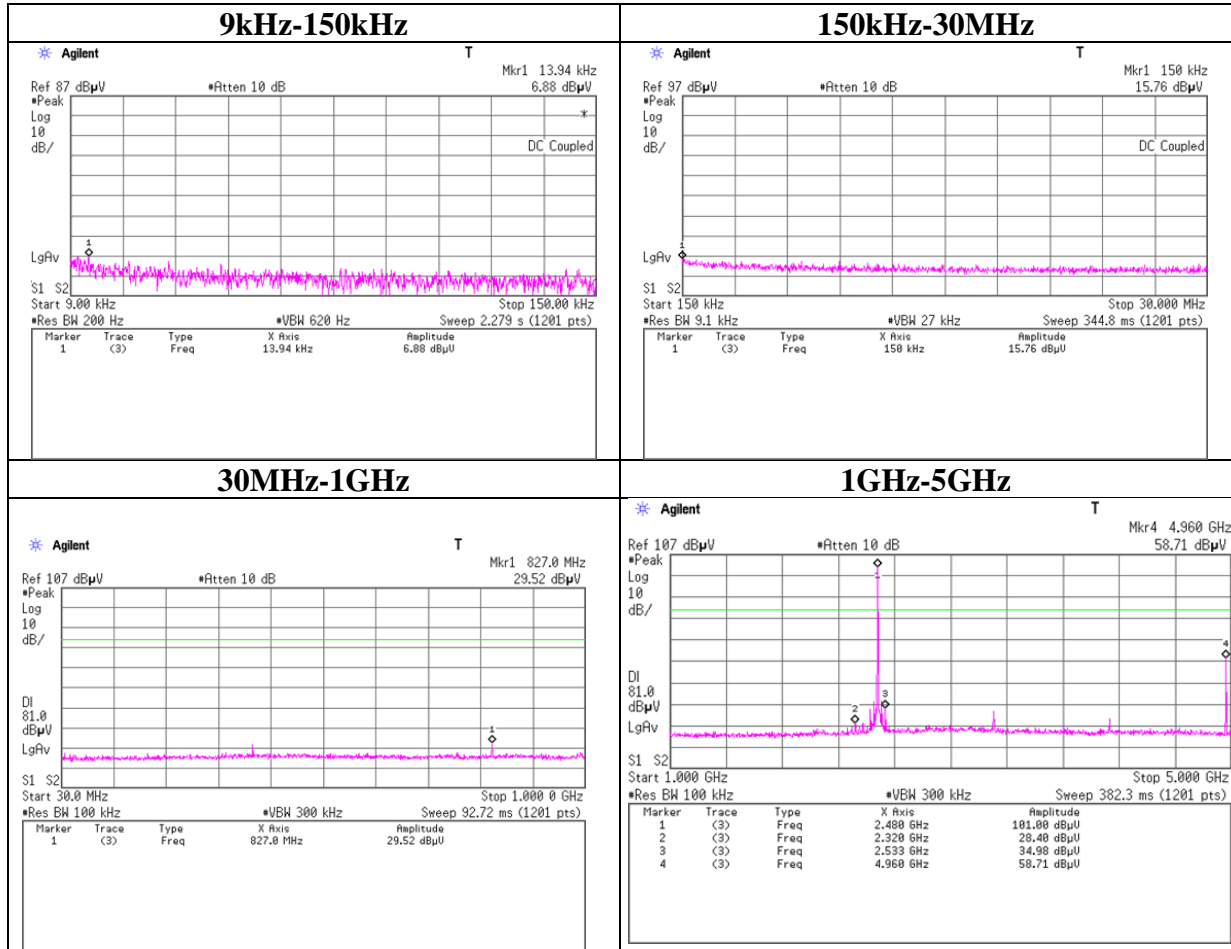 9kHz-150kHz
Agilent T
Mkr1 13.94 kHz
Ref 87 dBµV #Atten 10 dB 6.88 dBµV
#Peak
Log
10
dB/
*
DC Coupled
1
LgAv
S1 S2
Start 9.00 kHz Stop 150.00 kHz
#Res BW 200 Hz #VBW 620 Hz Sweep 2.279 s (1201 pts)
Marker Trace Type X Axis Amplitude
1 (3) Freq 13.94 kHz 6.88 dBµV
150kHz-30MHz
Agilent T
Mkr1 150 kHz
Ref 97 dBµV #Atten 10 dB 15.76 dBµV
#Peak
Log
10
dB/
DC Coupled
1
LgAv
S1 S2
Start 150 kHz Stop 30.000 MHz
#Res BW 9.1 kHz #VBW 27 kHz Sweep 344.8 ms (1201 pts)
Marker Trace Type X Axis Amplitude
1 (3) Freq 150 kHz 15.76 dBµV
30MHz-1GHz
Agilent T
Mkr1 827.0 MHz
Ref 107 dBµV #Atten 10 dB 29.52 dBµV
#Peak
Log
10
dB/
DI
81.0
dBµV
1
LgAv
S1 S2
Start 30.0 MHz Stop 1.000 0 GHz
#Res BW 100 kHz #VBW 300 kHz Sweep 92.72 ms (1201 pts)
Marker Trace Type X Axis Amplitude
1 (3) Freq 827.0 MHz 29.52 dBµV
1GHz-5GHz
Agilent T
Mkr4 4.960 GHz
Ref 107 dBµV #Atten 10 dB 58.71 dBµV
#Peak
Log
10
dB/
1
4
DI
81.0
dBµV
3
2
LgAv
S1 S2
Start 1.000 GHz Stop 5.000 GHz
#Res BW 100 kHz #VBW 300 kHz Sweep 382.3 ms (1201 pts)
Marker Trace Type X Axis Amplitude
1 (3) Freq 2.480 GHz 101.00 dBµV
2 (3) Freq 2.320 GHz 28.40 dBµV
3 (3) Freq 2.533 GHz 34.98 dBµV
4 (3) Freq 4.960 GHz 58.71 dBµV